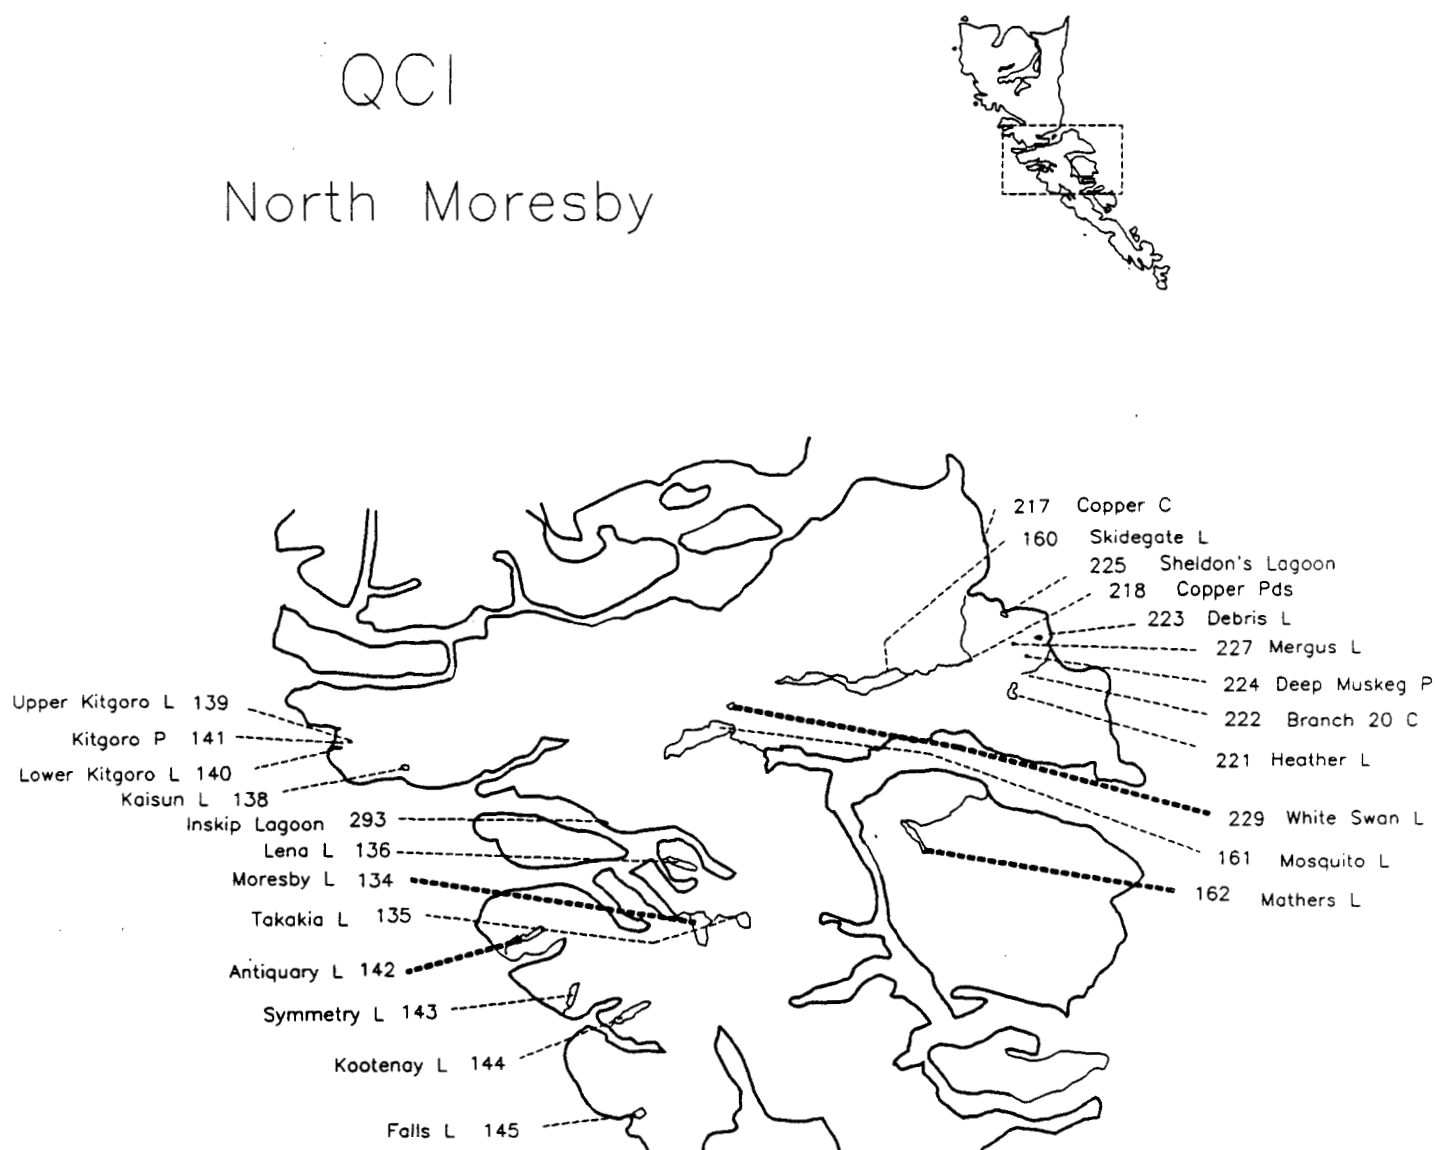 QCI
North Moresby
217 Copper C
160 Skidegate L
225 Sheldon's Lagoon
218 Copper Pds
223 Debris L
227 Mergus L
224 Deep Muskeg P
222 Branch 20 C
221 Heather L
229 White Swan L
161 Mosquito L
162 Mathers L
Upper Kitgoro L 139
Kitgoro P 141
Lower Kitgoro L 140
Kaisun L 138
Inskip Lagoon 293
Lena L 136
Moresby L 134
Takakia L 135
Antiquary L 142
Symmetry L 143
Kootenay L 144
Falls L 145